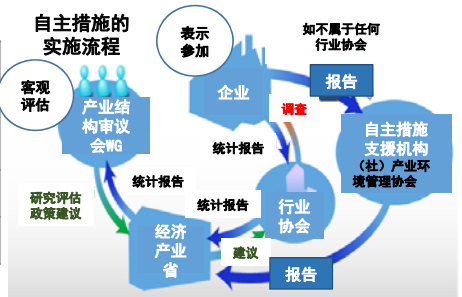 自主措施的
实施流程
客观
评估
产业结
构审议
会WG
表示
参加
企业
如不属于任何
行业协会
报告
调查
自主措施
支援机构
（社）产业环
境管理协会
统计报告
统计报告
研究评估
政策建议
统计报告
行业
协会
经济
产业
省
建议
报告